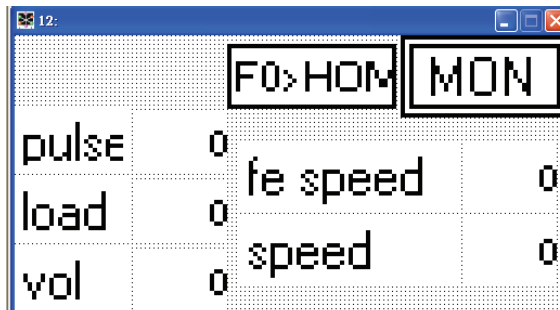 12:
F0>HOM MON
pulse 0
fe speed 0
load 0
speed 0
vol 0